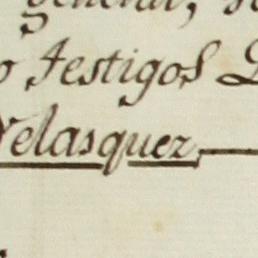 general, s
o Testigos D
Velasquez